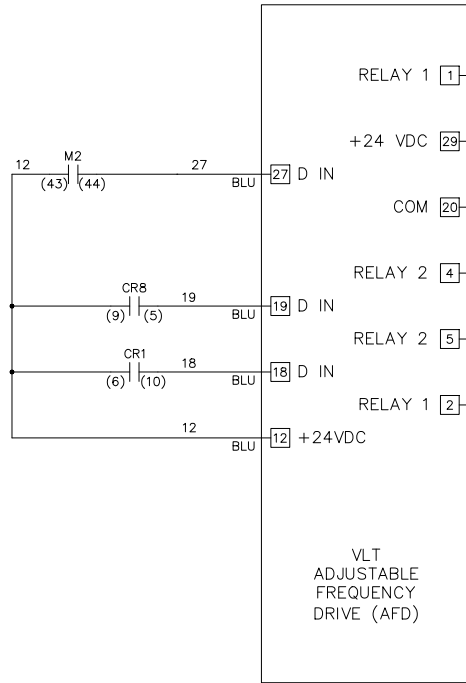 RELAY 1 1
+24 VDC 29
12 M2 27
(43) (44) BLU 27 D IN
COM 20
RELAY 2 4
CR8 19
(9) (5) BLU 19 D IN
RELAY 2 5
CR1 18
(6) (10) BLU 18 D IN
RELAY 1 2
12
BLU 12 +24VDC
VLT
ADJUSTABLE
FREQUENCY
DRIVE (AFD)